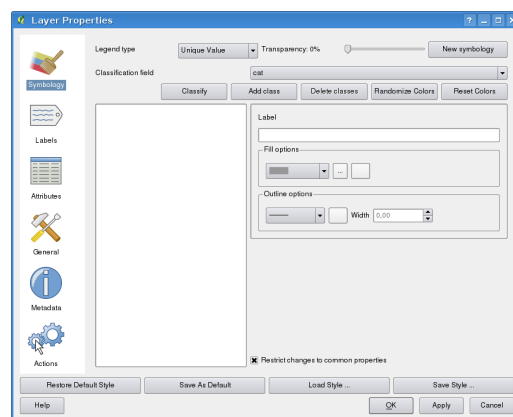 Layer Properties
Legend type Unique Value Transparency: 0% New symbology
Classification field cat
Classify Add class Delete classes Randomize Colors Reset Colors
Symbology
Labels
Attributes
General
Metadata
Actions
Label
Fill options
...
Outline options
Width 0,00
Restrict changes to common properties
Restore Default Style Save As Default Load Style ... Save Style ...
Help OK Apply Cancel